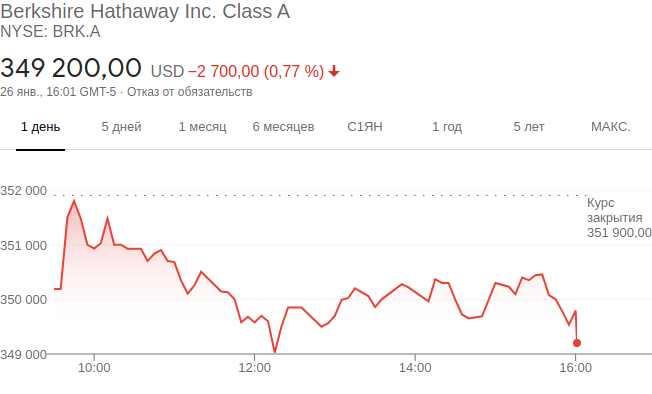 Berkshire Hathaway Inc. Class A
NYSE: BRK.A
349 200,00 USD −2 700,00 (0,77 %)
26 янв., 16:01 GMT-5 · Отказ от обязательств
1 день 5 дней 1 месяц 6 месяцев С1ЯН 1 год 5 лет МАКС.
352 000
Курс
закрытия
351 900,00
351 000
350 000
349 000
10:00 12:00 14:00 16:00